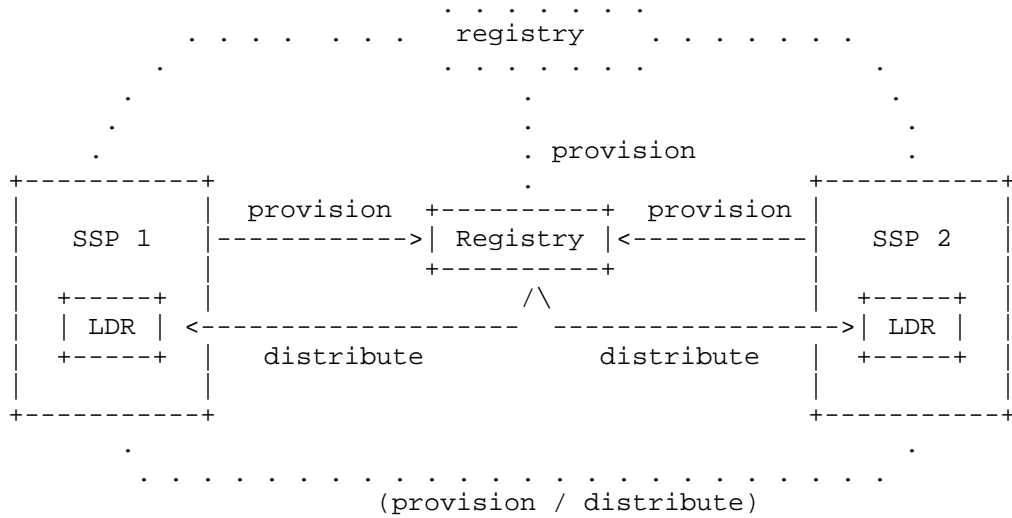 registry
provision
provision provision
SSP 1 Registry SSP 2
LDR LDR
distribute distribute
(provision / distribute)